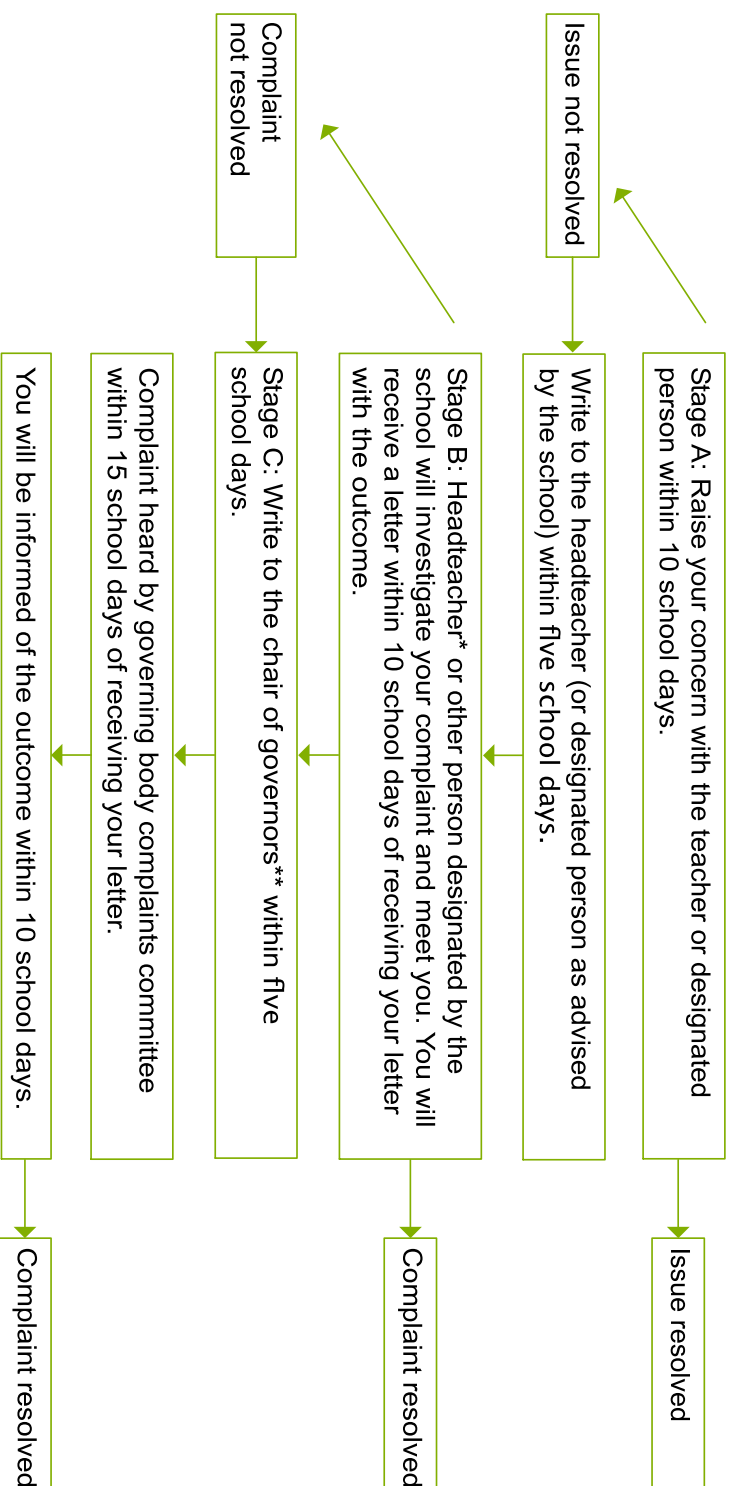 Stage A: Raise your concern with the teacher or designated
person within 10 school days.
Issue resolved
Issue not resolved
Write to the headteacher (or designated person as advised
by the school) within five school days.
Stage B: Headteacher* or other person designated by the
school will investigate your complaint and meet you. You will
receive a letter within 10 school days of receiving your letter
with the outcome.
Complaint resolved
Complaint
not resolved
Stage C: Write to the chair of governors** within five
school days.
Complaint heard by governing body complaints committee
within 15 school days of receiving your letter.
You will be informed of the outcome within 10 school days.
Complaint resolved